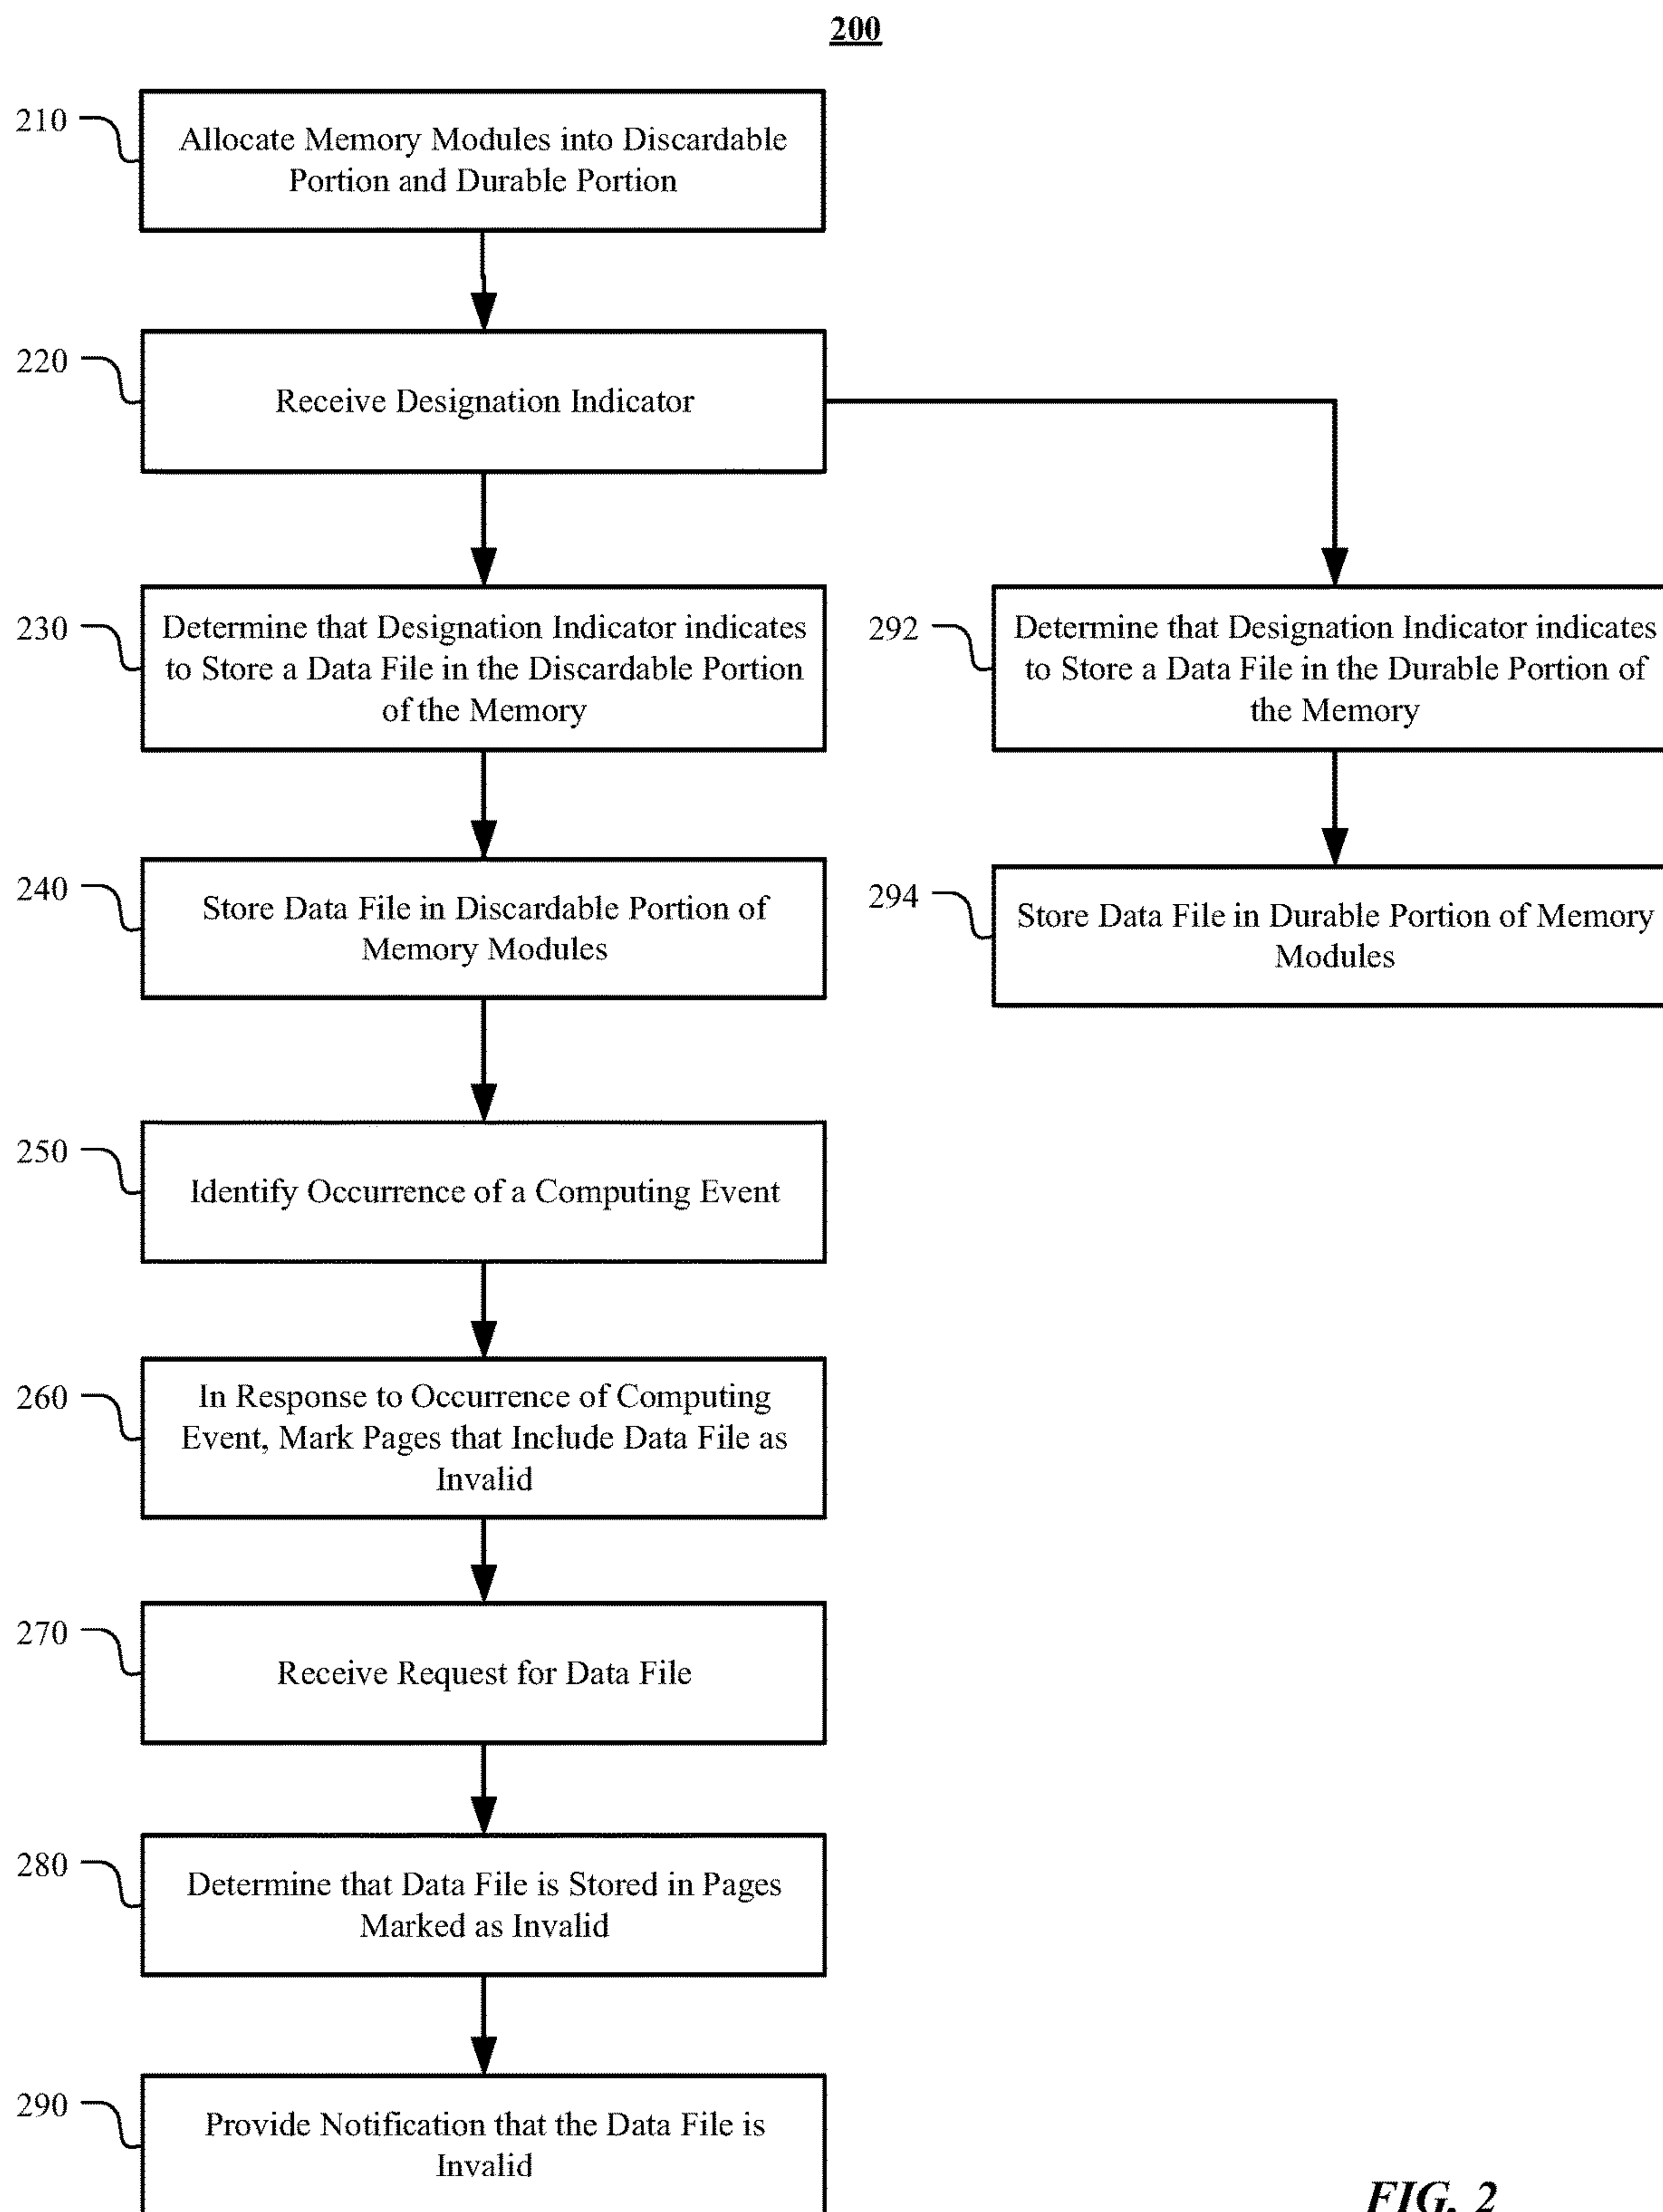 200
210
Allocate Memory Modules into Discardable
Portion and Durable Portion
220
Receive Designation Indicator
230
Determine that Designation Indicator indicates
to Store a Data File in the Discardable Portion
of the Memory
292
Determine that Designation Indicator indicates
to Store a Data File in the Durable Portion of
the Memory
240
Store Data File in Discardable Portion of
Memory Modules
294
Store Data File in Durable Portion of Memory
Modules
250
Identify Occurrence of a Computing Event
260
In Response to Occurrence of Computing
Event, Mark Pages that Include Data File as
Invalid
270
Receive Request for Data File
280
Determine that Data File is Stored in Pages
Marked as Invalid
290
Provide Notification that the Data File is
Invalid
FIG. 2